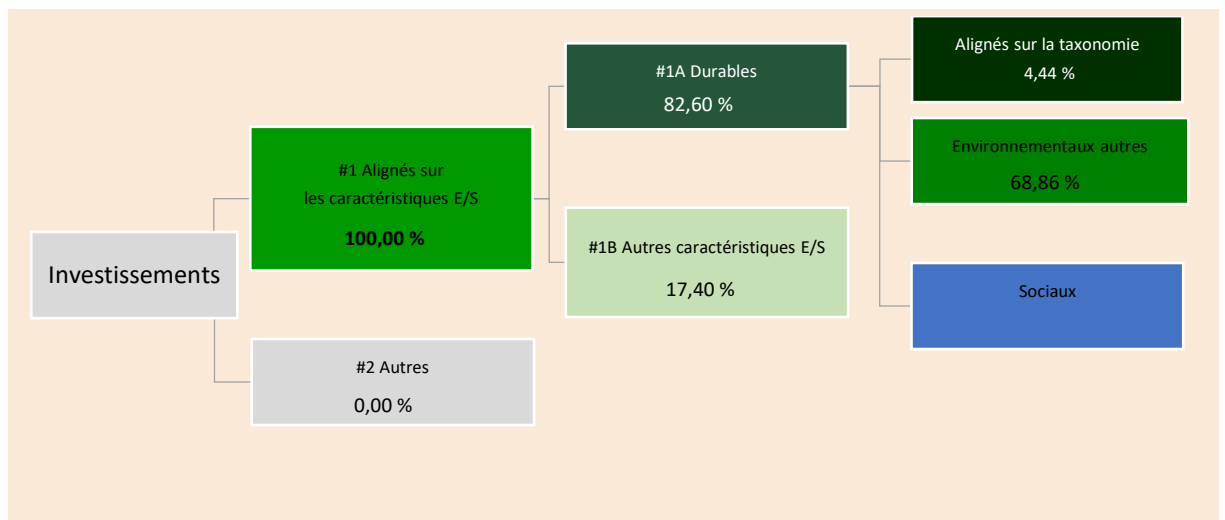 Investissements
#1 Alignés sur
les caractéristiques E/S
100,00 %
#2 Autres
0,00 %
#1A Durables
82,60 %
#1B Autres caractéristiques E/S
17,40 %
Alignés sur la taxonomie
4,44 %
Environnementaux autres
68,86 %
Sociaux